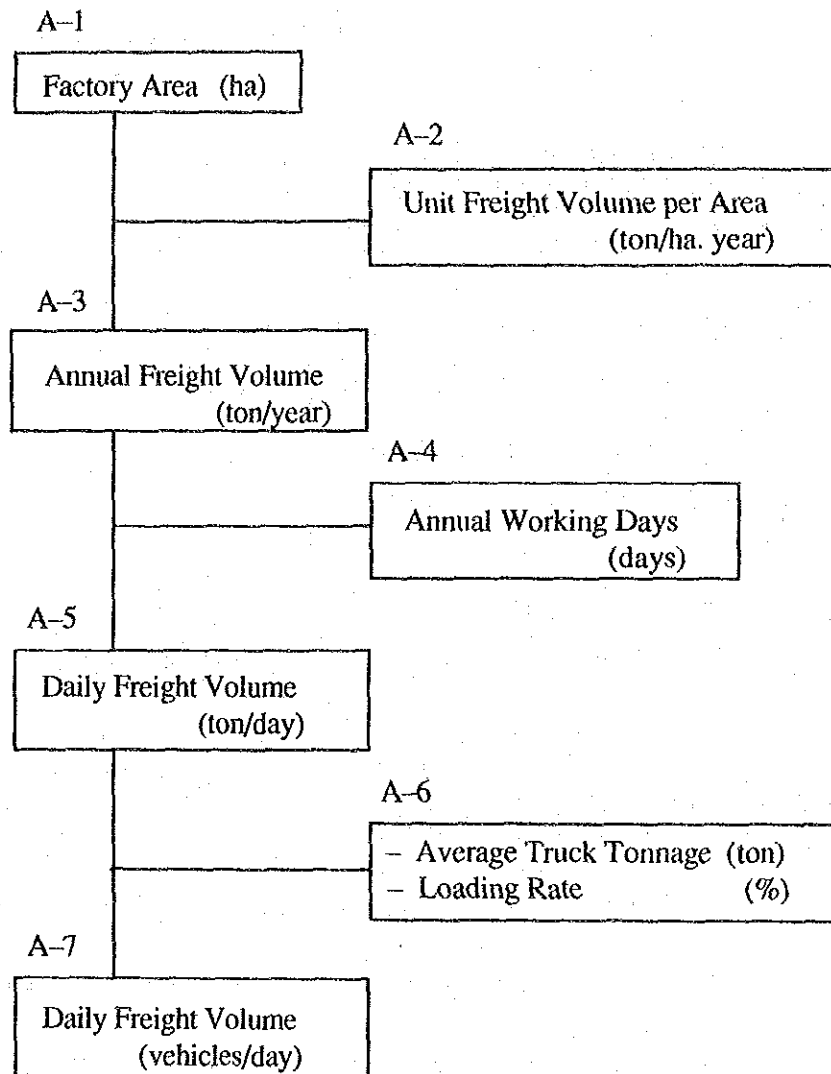 A-1
Factory Area (ha)
A-2
Unit Freight Volume per Area
(ton/ha. year)
A-3
Annual Freight Volume
(ton/year)
A-4
Annual Working Days
(days)
A-5
Daily Freight Volume
(ton/day)
A-6
- Average Truck Tonnage (ton)
- Loading Rate (%)
A-7
Daily Freight Volume
(vehicles/day)